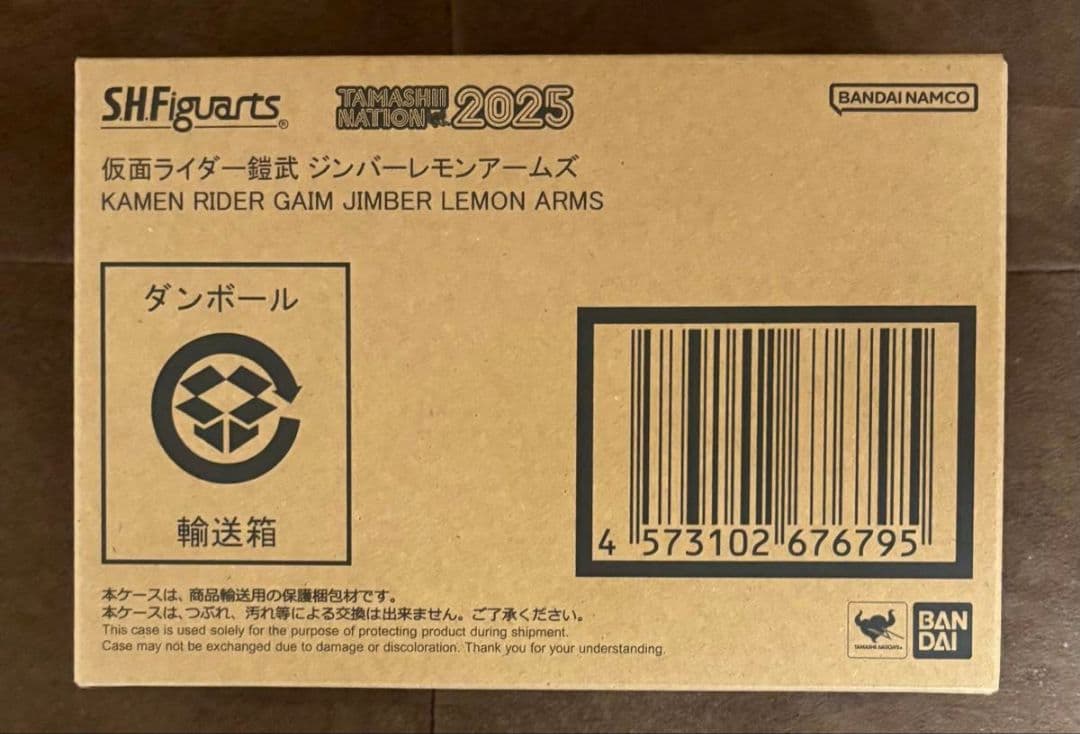 S.H.Figuarts®
TAMASHII NATION 2025
BANDAI NAMCO
仮面ライダー鎧武 ジンバーレモンアームズ
KAMEN RIDER GAIM JIMBER LEMON ARMS
ダンボール
輸送箱
4 573102 676795
本ケースは、商品輸送用の保護梱包材です。
本ケースは、つぶれ、汚れ等による交換は出来ません。ご了承ください。
This case is used solely for the purpose of protecting product during shipment.
Case may not be exchanged due to damage or discoloration. Thank you for your understanding.
TAMASHII NATIONS
BAN
DAI